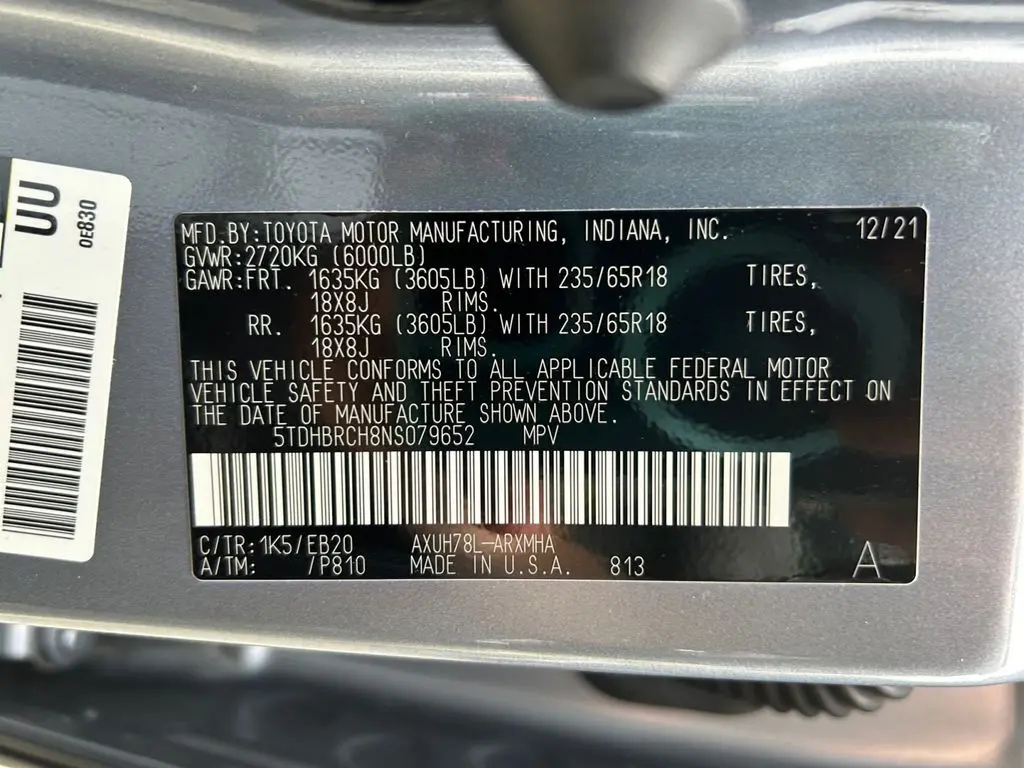 UU
0E830
MFD.BY:TOYOTA MOTOR MANUFACTURING, INDIANA, INC. 12/21
GVWR:2720KG (6000LB)
GAWR:FRT. 1635KG (3605LB) WITH 235/65R18 TIRES,
18X8J RIMS.
RR. 1635KG (3605LB) WITH 235/65R18 TIRES,
18X8J RIMS.
THIS VEHICLE CONFORMS TO ALL APPLICABLE FEDERAL MOTOR
VEHICLE SAFETY AND THEFT PREVENTION STANDARDS IN EFFECT ON
THE DATE OF MANUFACTURE SHOWN ABOVE.
5TDHBRCH8NS079652 MPV
C/TR:1K5/EB20 AXUH78L-ARXMHA
A/TM: /P810 MADE IN U.S.A. 813 A